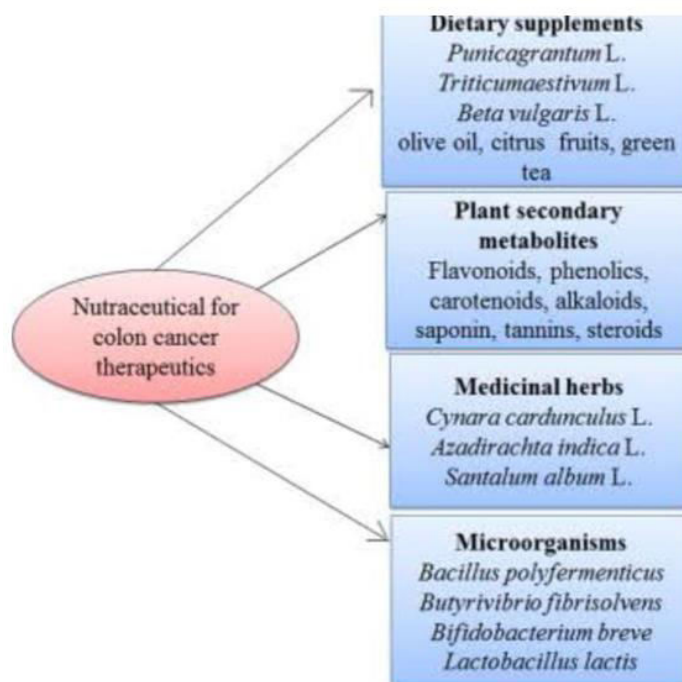 Nutraceutical for
colon cancer
therapeutics
Dietary supplements
Punicagrantum L.
Triticumaestivum L.
Beta vulgaris L.
olive oil, citrus fruits, green
tea
Plant secondary
metabolites
Flavonoids, phenolics,
carotenoids, alkaloids,
saponin, tannins, steroids
Medicinal herbs
Cynara cardunculus L.
Azadirachta indica L.
Santalum album L.
Microorganisms
Bacillus polyfermenticus
Butyrivibrio fibrisolvens
Bifidobacterium breve
Lactobacillus lactis